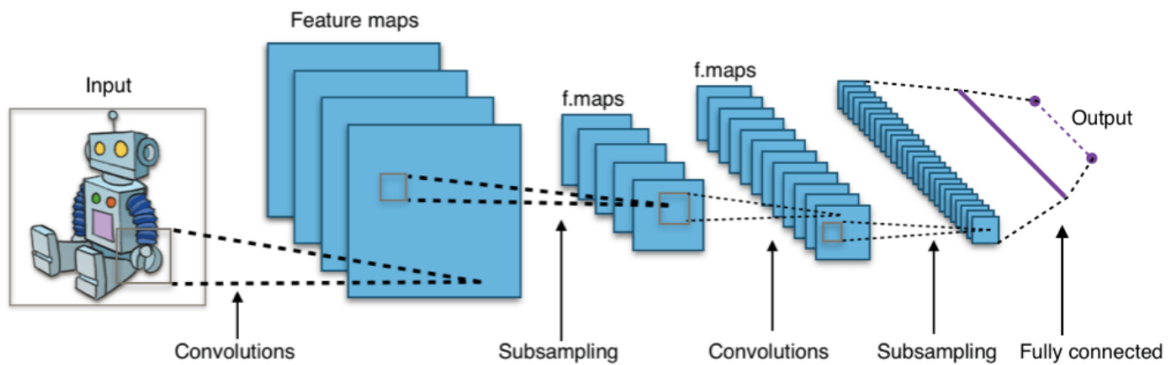 Feature maps
Input
f.maps
f.maps
Output
Convolutions
Subsampling
Convolutions
Subsampling
Fully connected